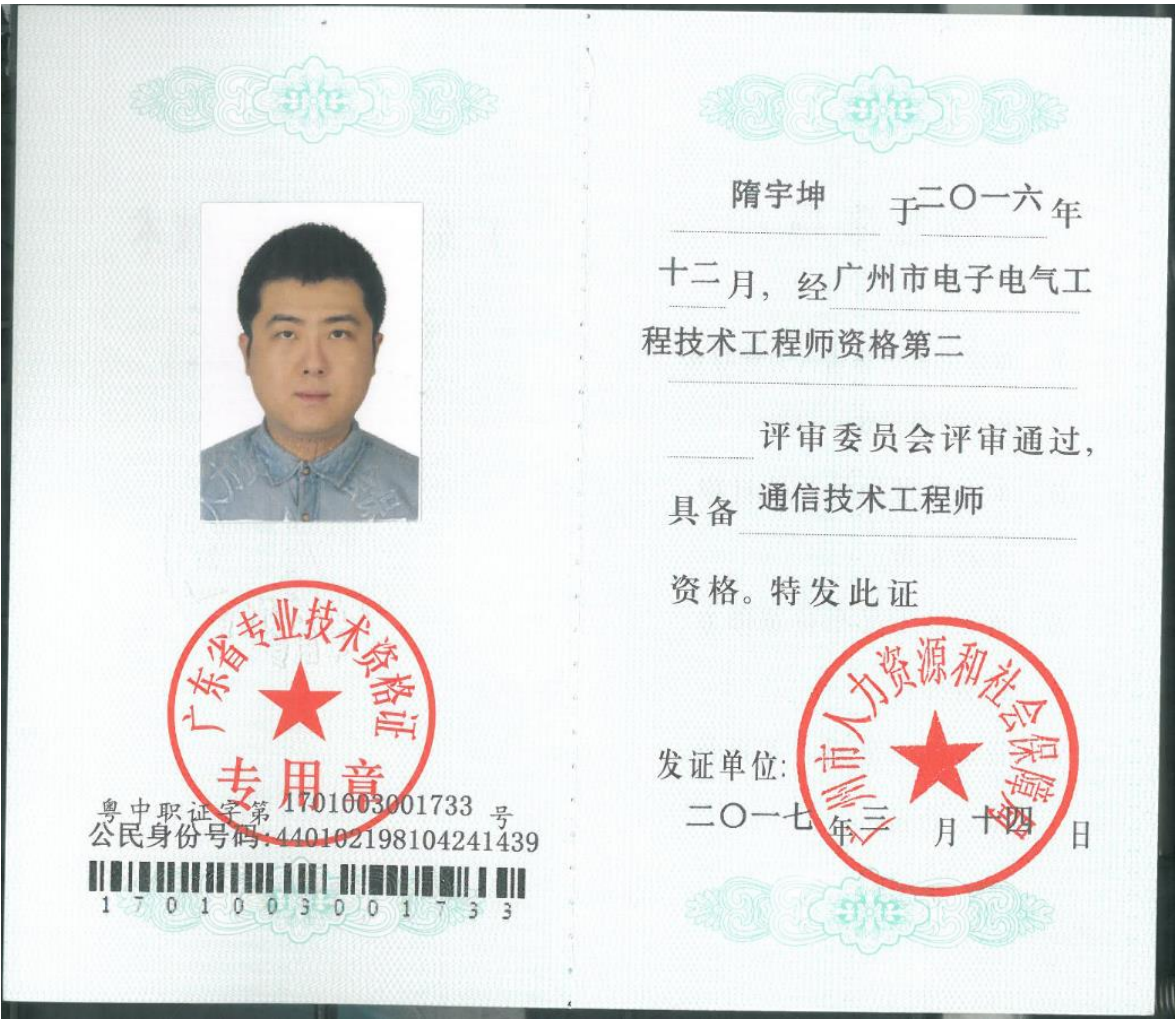 广东省专业技术资格证
专用章
粤中职证字第 1701003001733 号
公民身份号码:440102198104241439
1701003001733
隋宇坤 于二〇一六年
十二月，经广州市电子电气工
程技术工程师资格第二
评审委员会评审通过，
具备 通信技术工程师
资格。特发此证
广州市人力资源和社会保障局
发证单位:
二〇一七年三月十四日